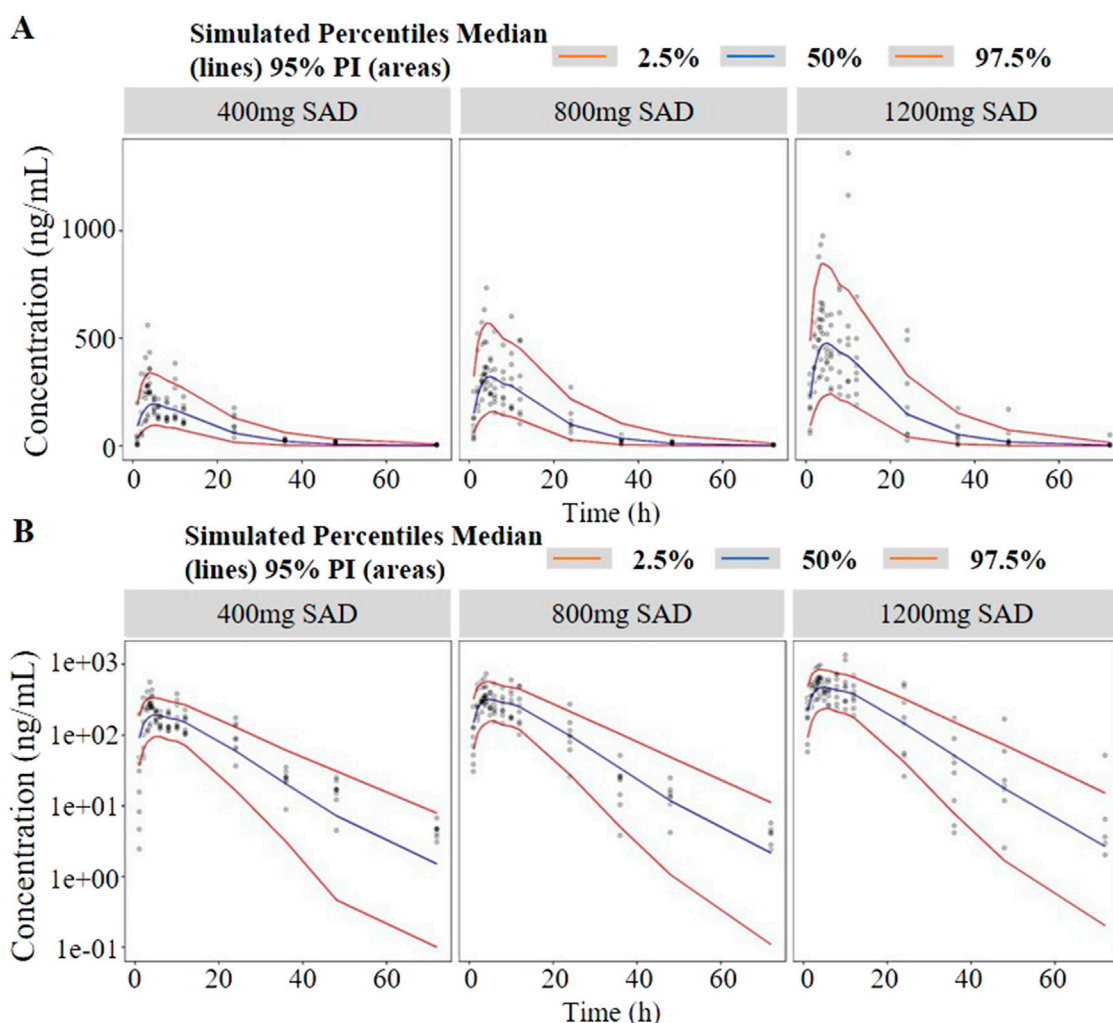 A
Simulated Percentiles Median
(lines) 95% PI (areas)
2.5% 50% 97.5%
400mg SAD 800mg SAD 1200mg SAD
Concentration (ng/mL)
1000
500
0
0 20 40 60 0 20 40 60 0 20 40 60
Time (h)
B
Simulated Percentiles Median
(lines) 95% PI (areas)
2.5% 50% 97.5%
400mg SAD 800mg SAD 1200mg SAD
Concentration (ng/mL)
1e+03
1e+02
1e+01
1e+00
1e-01
0 20 40 60 0 20 40 60 0 20 40 60
Time (h)